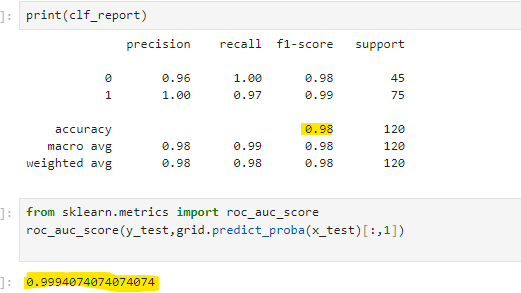 ]: print(clf_report)
precision recall f1-score support
0 0.96 1.00 0.98 45
1 1.00 0.97 0.99 75
accuracy 0.98 120
macro avg 0.98 0.99 0.98 120
weighted avg 0.98 0.98 0.98 120
]: from sklearn.metrics import roc_auc_score
roc_auc_score(y_test,grid.predict_proba(x_test)[:,1])
]: 0.9994074074074074